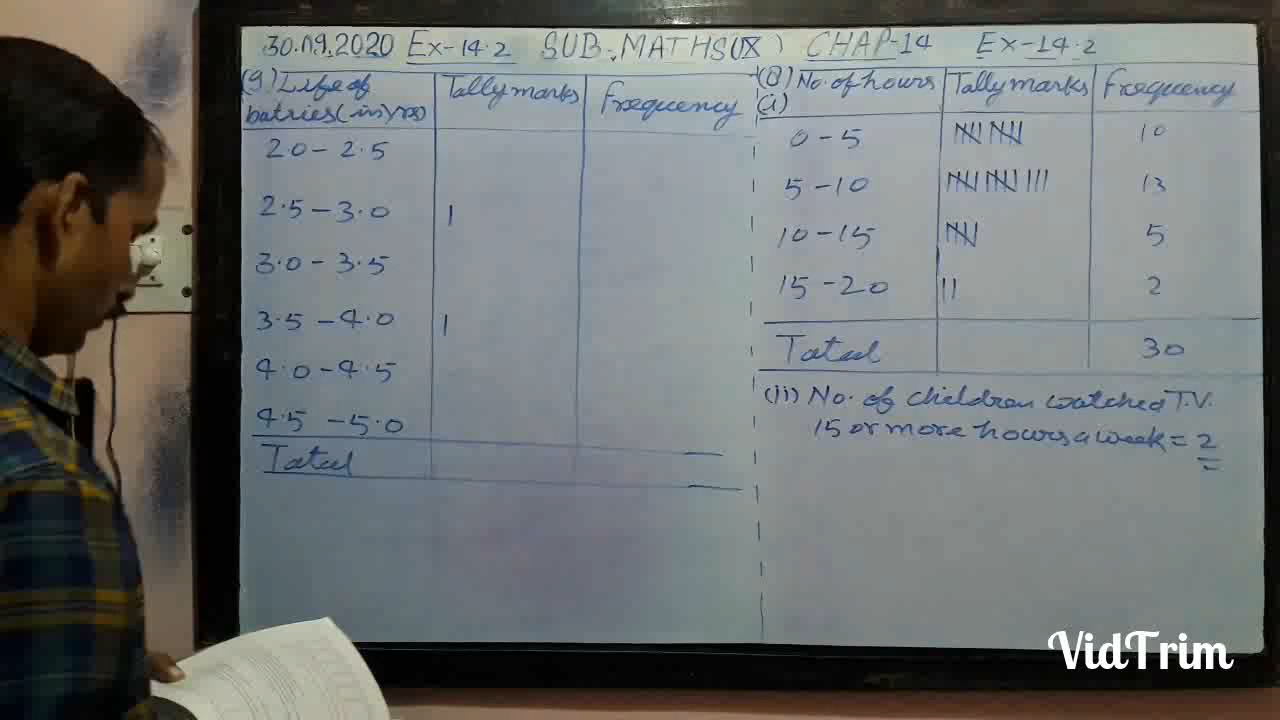 30.09.2020 Ex-14.2 SUB.MATHS(IX) CHAP-14 Ex-14.2
(9) Life of batries(in)yrs) Tally marks Frequency
2.0 - 2.5
2.5 - 3.0 |
3.0 - 3.5
3.5 - 4.0 |
4.0 - 4.5
4.5 - 5.0
Total
(8) No. of hours Tally marks Frequency
(i)
0 - 5 𝍸 𝍸 10
5 - 10 𝍸 𝍸 ||| 13
10 - 15 𝍸 5
15 - 20 || 2
Total 30
(ii) No. of children watched T.V.
15 or more hours a week = 2
VidTrim